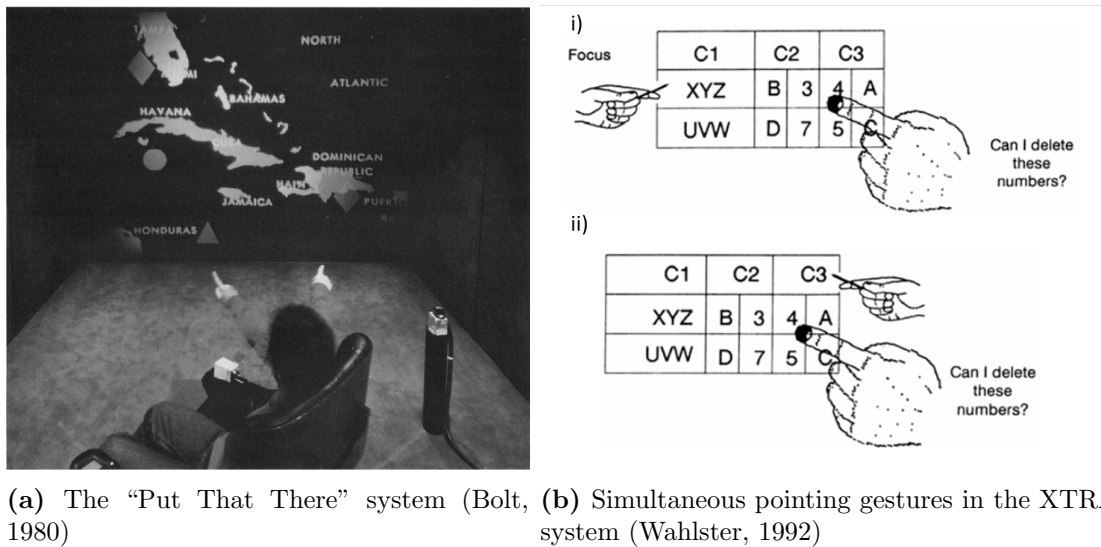 TAMPA
NORTH
MIAMI
ATLANTIC
BAHAMAS
HAVANA
CUBA
DOMINICAN
REPUBLIC
HAITI
JAMAICA
PUERTO
HONDURAS
(a) The “Put That There” system (Bolt,
1980)
i)
Focus
C1 C2 C3
XYZ B 3 4 A
UVW D 7 5 C
Can I delete
these
numbers?
ii)
C1 C2 C3
XYZ B 3 4 A
UVW D 7 5 C
Can I delete
these
numbers?
(b) Simultaneous pointing gestures in the XTRA
system (Wahlster, 1992)